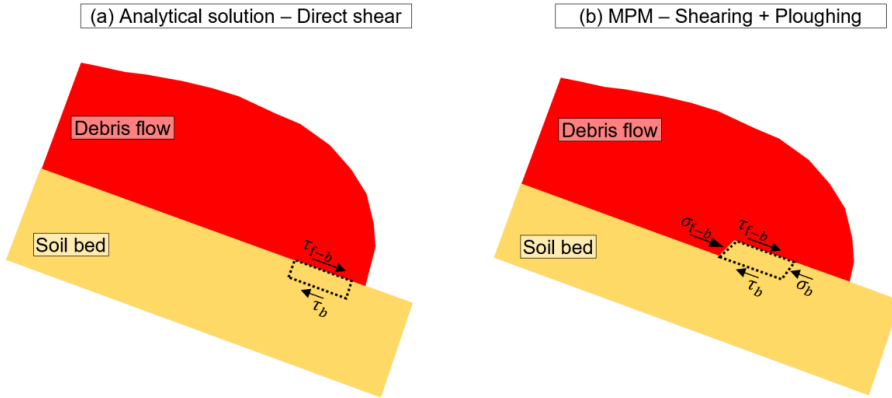 (a) Analytical solution – Direct shear
(b) MPM – Shearing + Ploughing
Debris flow
Soil bed
τf−b
τb
Debris flow
Soil bed
σf−b
τf−b
τb
σb